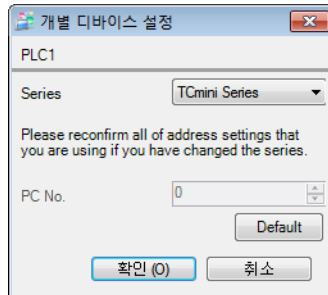 개별 디바이스 설정
PLC1
Series TCmini Series
Please reconfirm all of address settings that
you are using if you have changed the series.
PC No. 0
Default
확인 (O) 취소